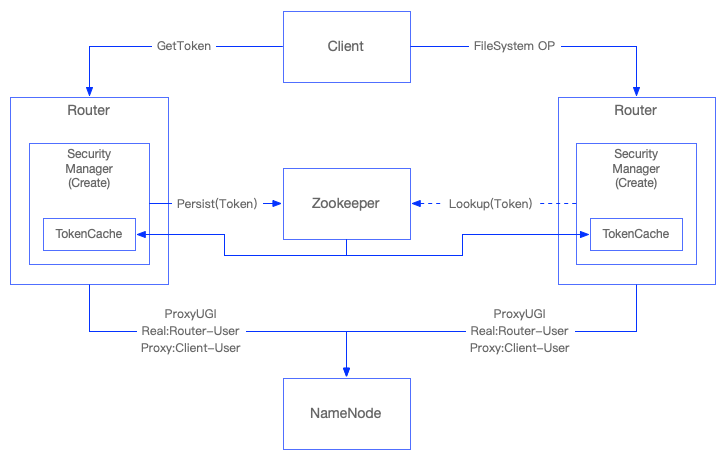 Client
GetToken
FileSystem OP
Router
Security
Manager
(Create)
TokenCache
Persist(Token)
Zookeeper
Lookup(Token)
Router
Security
Manager
(Create)
TokenCache
ProxyUGI
Real:Router-User
Proxy:Client-User
ProxyUGI
Real:Router-User
Proxy:Client-User
NameNode